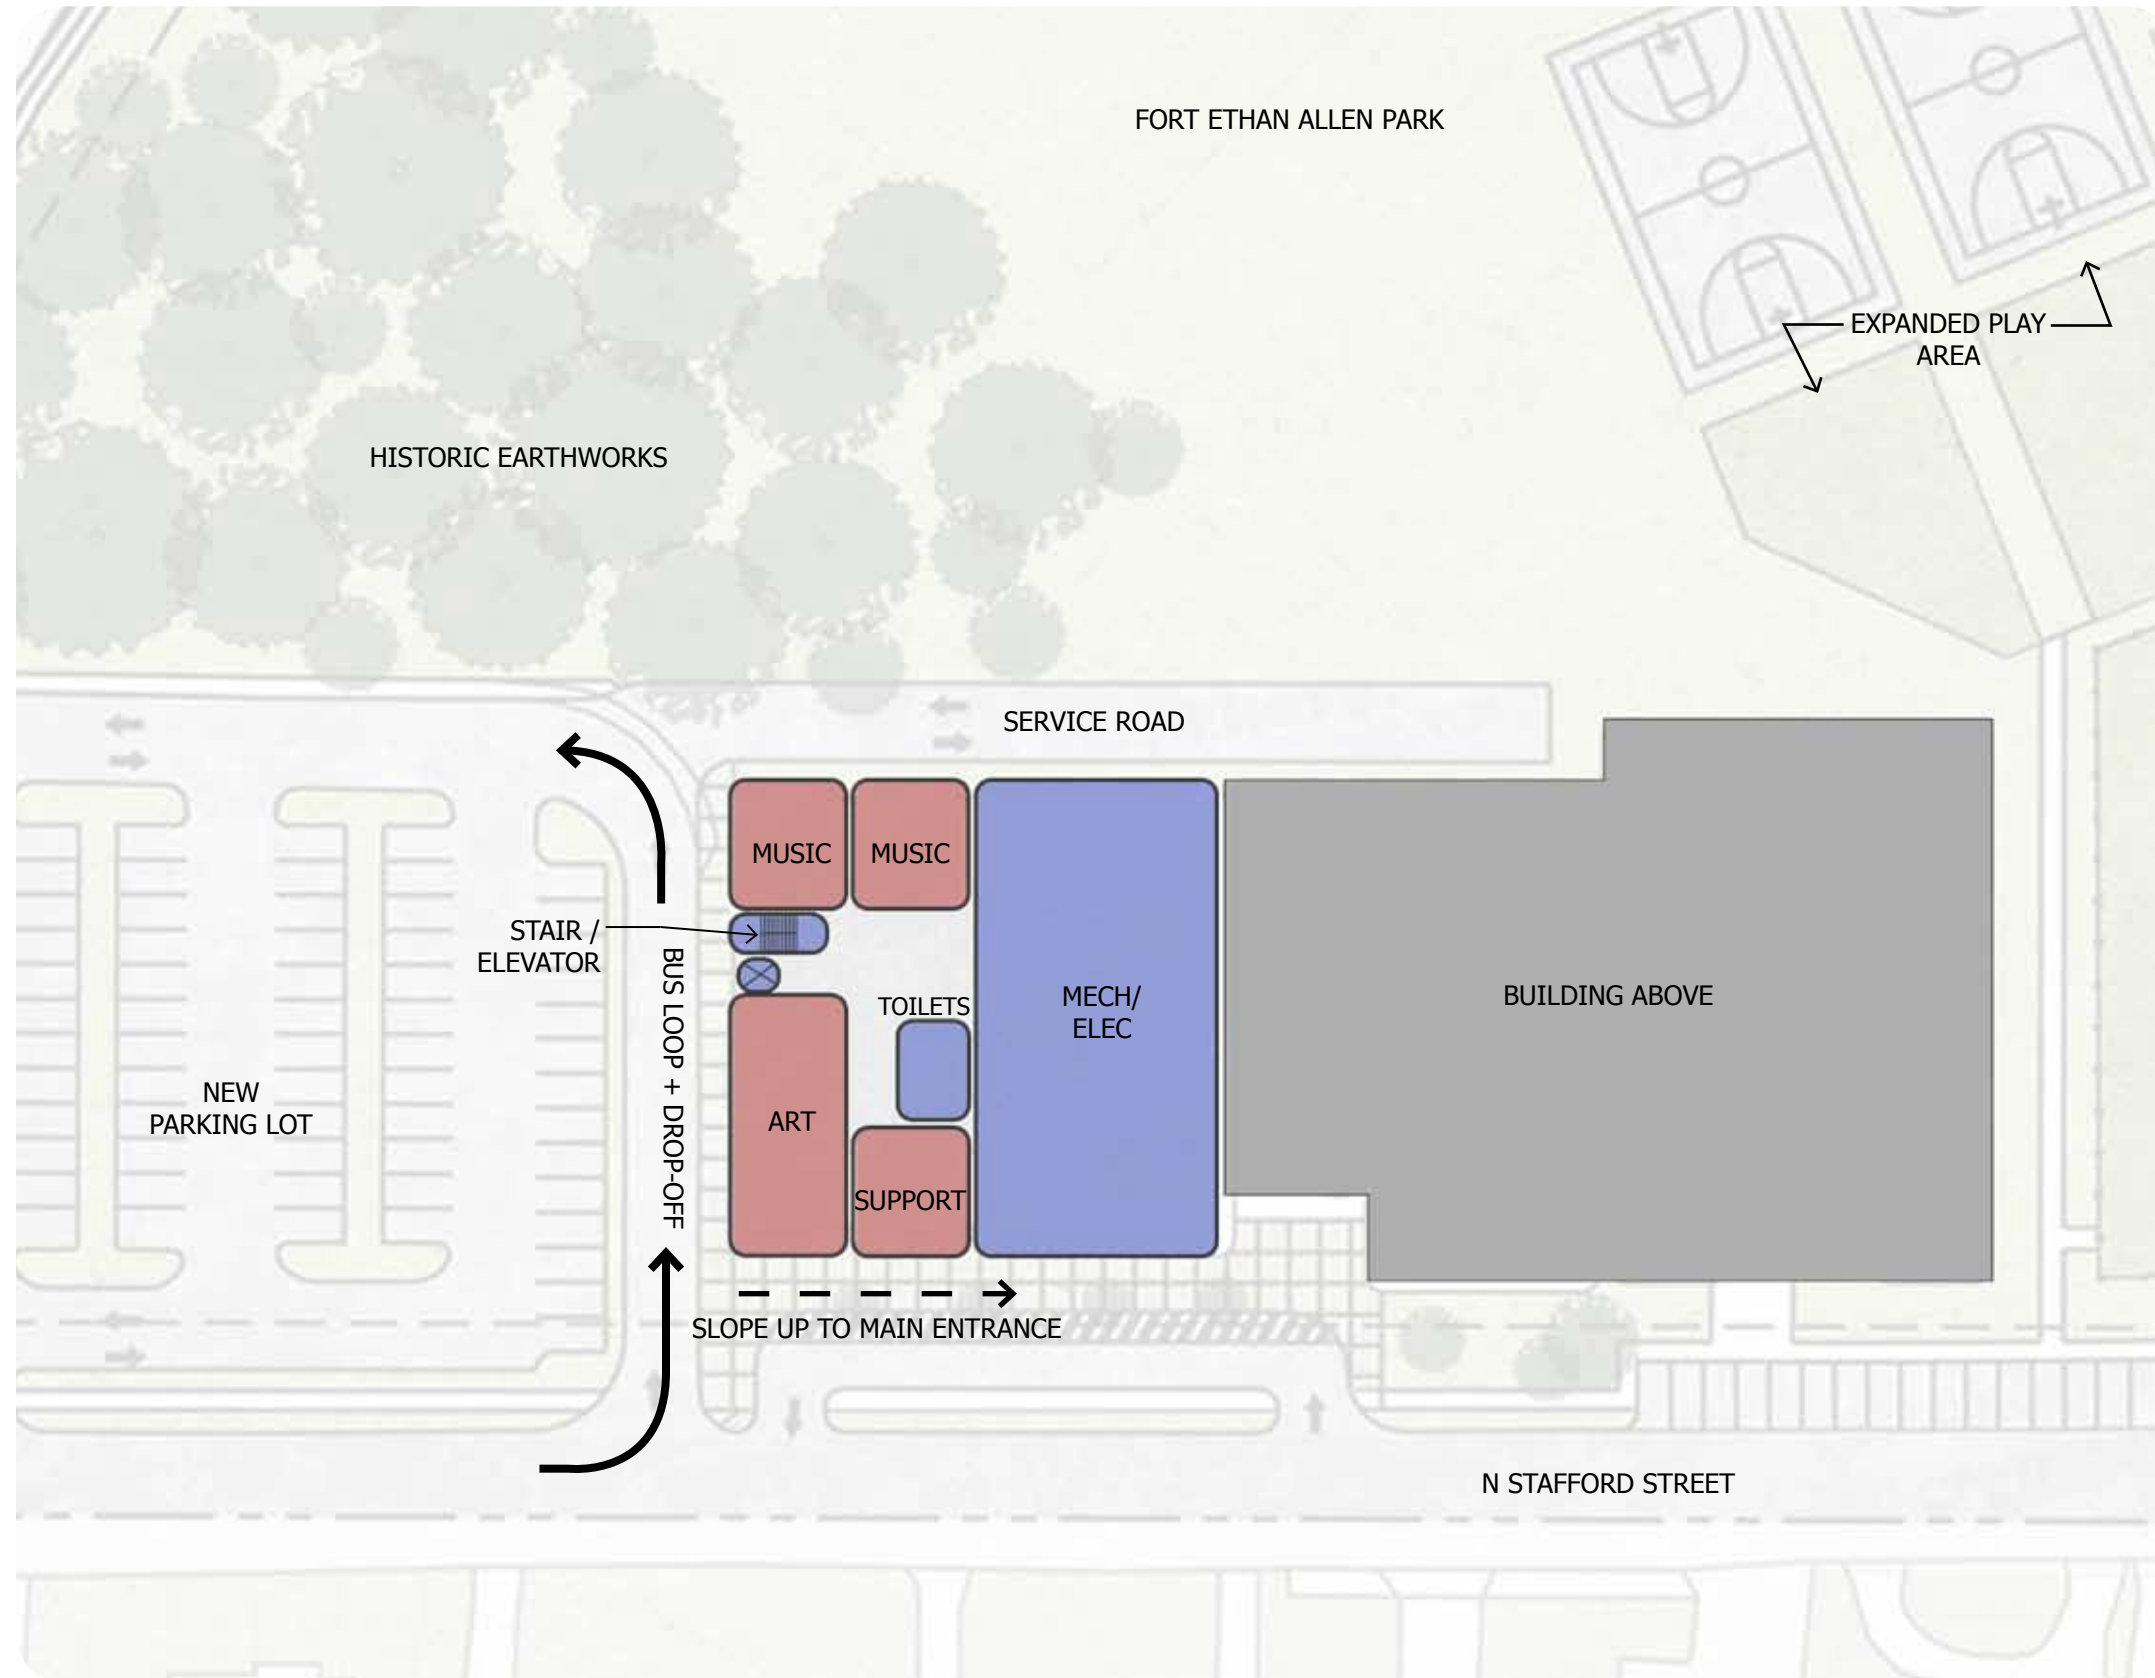 FORT ETHAN ALLEN PARK
EXPANDED PLAY
AREA
HISTORIC EARTHWORKS
SERVICE ROAD
MUSIC
MUSIC
STAIR /
ELEVATOR
BUS LOOP + DROP-OFF
TOILETS
MECH/
ELEC
BUILDING ABOVE
NEW
PARKING LOT
ART
SUPPORT
SLOPE UP TO MAIN ENTRANCE
N STAFFORD STREET